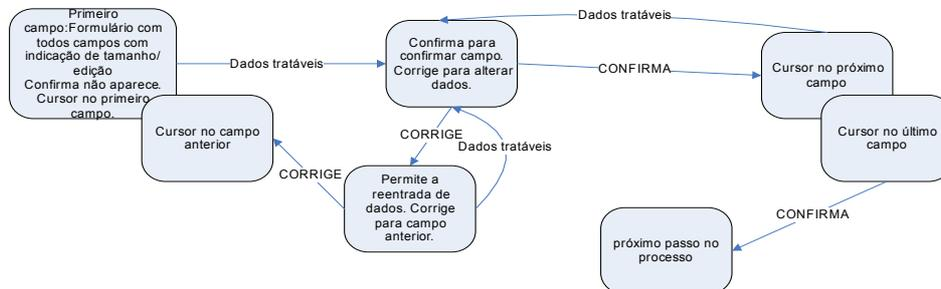 Primeiro
campo:Formulário com
todos campos com
indicação de tamanho/
edição
Confirma não aparece.
Cursor no primeiro
campo.
Dados tratáveis
Confirma para
confirmar campo.
Corrige para alterar
dados.
Dados tratáveis
CONFIRMA
Cursor no próximo
campo
Cursor no último
campo
Cursor no campo
anterior
CORRIGE
Dados tratáveis
CORRIGE
Permite a
reentrada de
dados. Corrige
para campo
anterior.
CONFIRMA
próximo passo no
processo